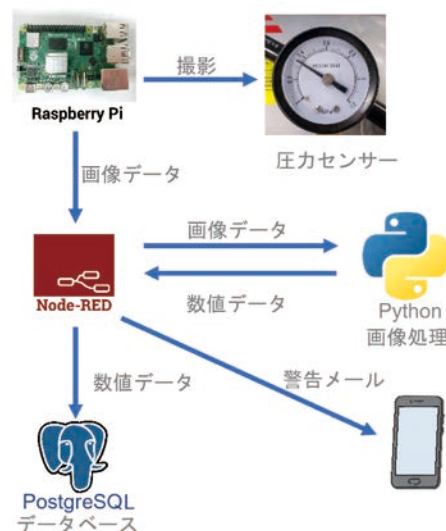 Raspberry Pi
撮影
圧力センサー
画像データ
Node-RED
画像データ
数値データ
Python
画像処理
数値データ
警告メール
PostgreSQL
データベース